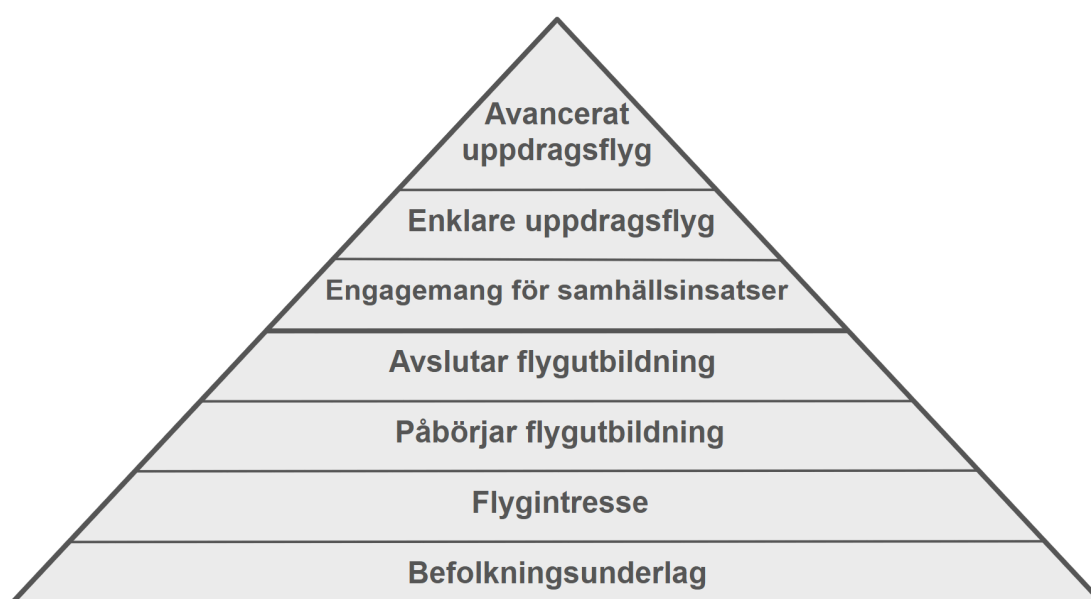 Avancerat
uppdragsflyg
Enklare uppdragsflyg
Engagemang för samhällsinsatser
Avslutar flygutbildning
Påbörjar flygutbildning
Flygintresse
Befolkningsunderlag